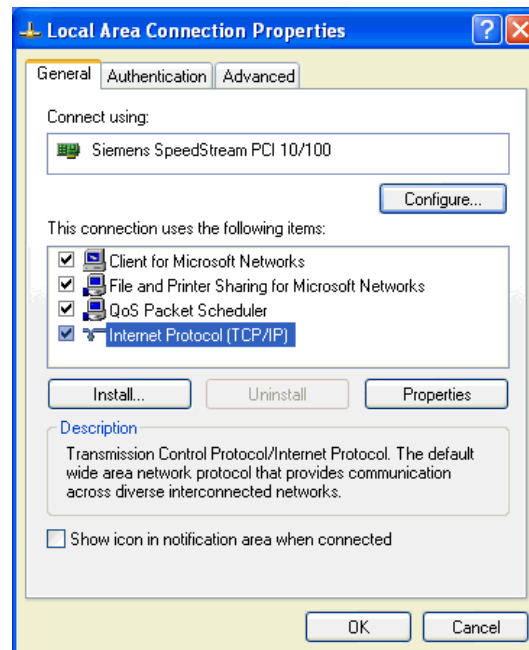 Local Area Connection Properties
General
Authentication
Advanced
Connect using:
Siemens SpeedStream PCI 10/100
Configure...
This connection uses the following items:
Client for Microsoft Networks
File and Printer Sharing for Microsoft Networks
QoS Packet Scheduler
Internet Protocol (TCP/IP)
Install...
Uninstall
Properties
Description
Transmission Control Protocol/Internet Protocol. The default
wide area network protocol that provides communication
across diverse interconnected networks.
Show icon in notification area when connected
OK
Cancel